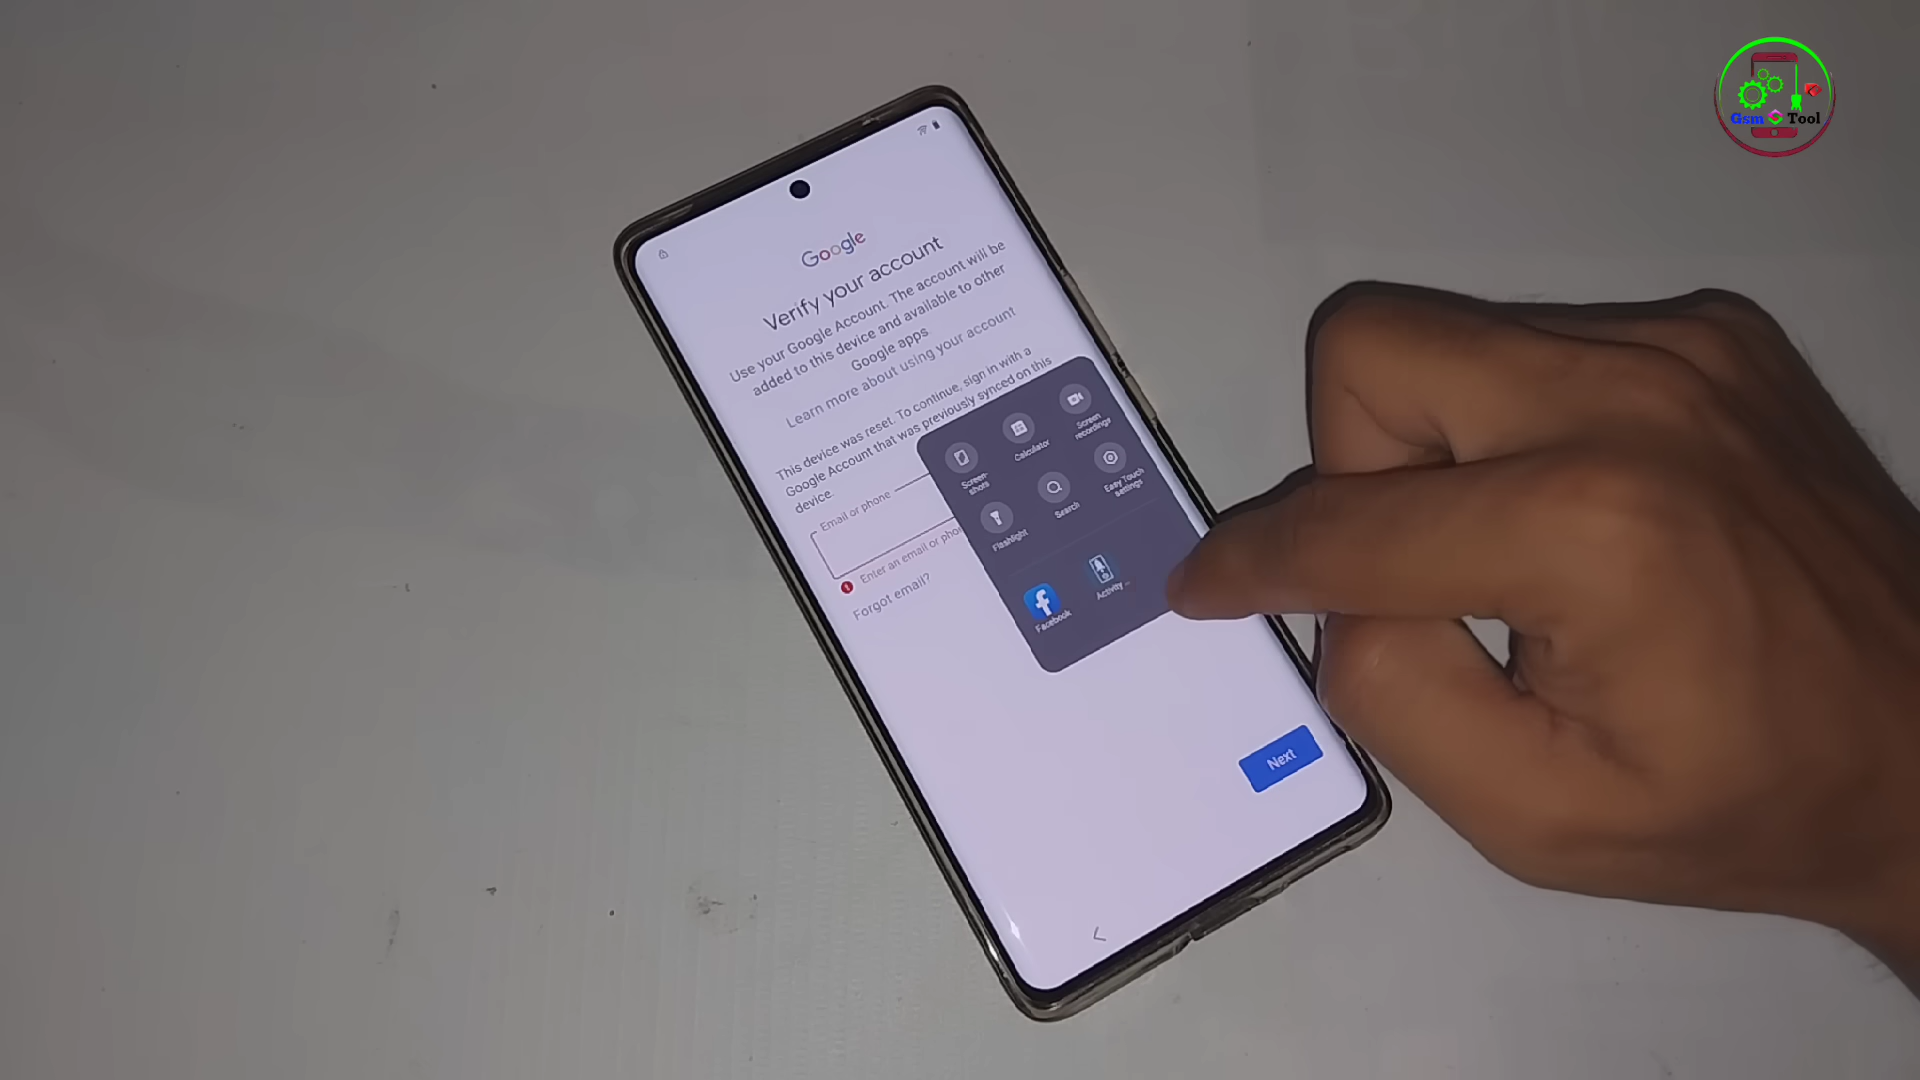 Gsm Tool
Google
Verify your account
Use your Google Account. The account will be
added to this device and available to other
Google apps.
Learn more about using your account
This device was reset. To continue, sign in with a
Google Account that was previously synced on this
device.
Email or phone
Enter an email or pho
Forgot email?
Screen-
shots
Calculator
Screen
recordings
Flashlight
Search
Easy Touch
settings
Facebook
Activity ...
Next